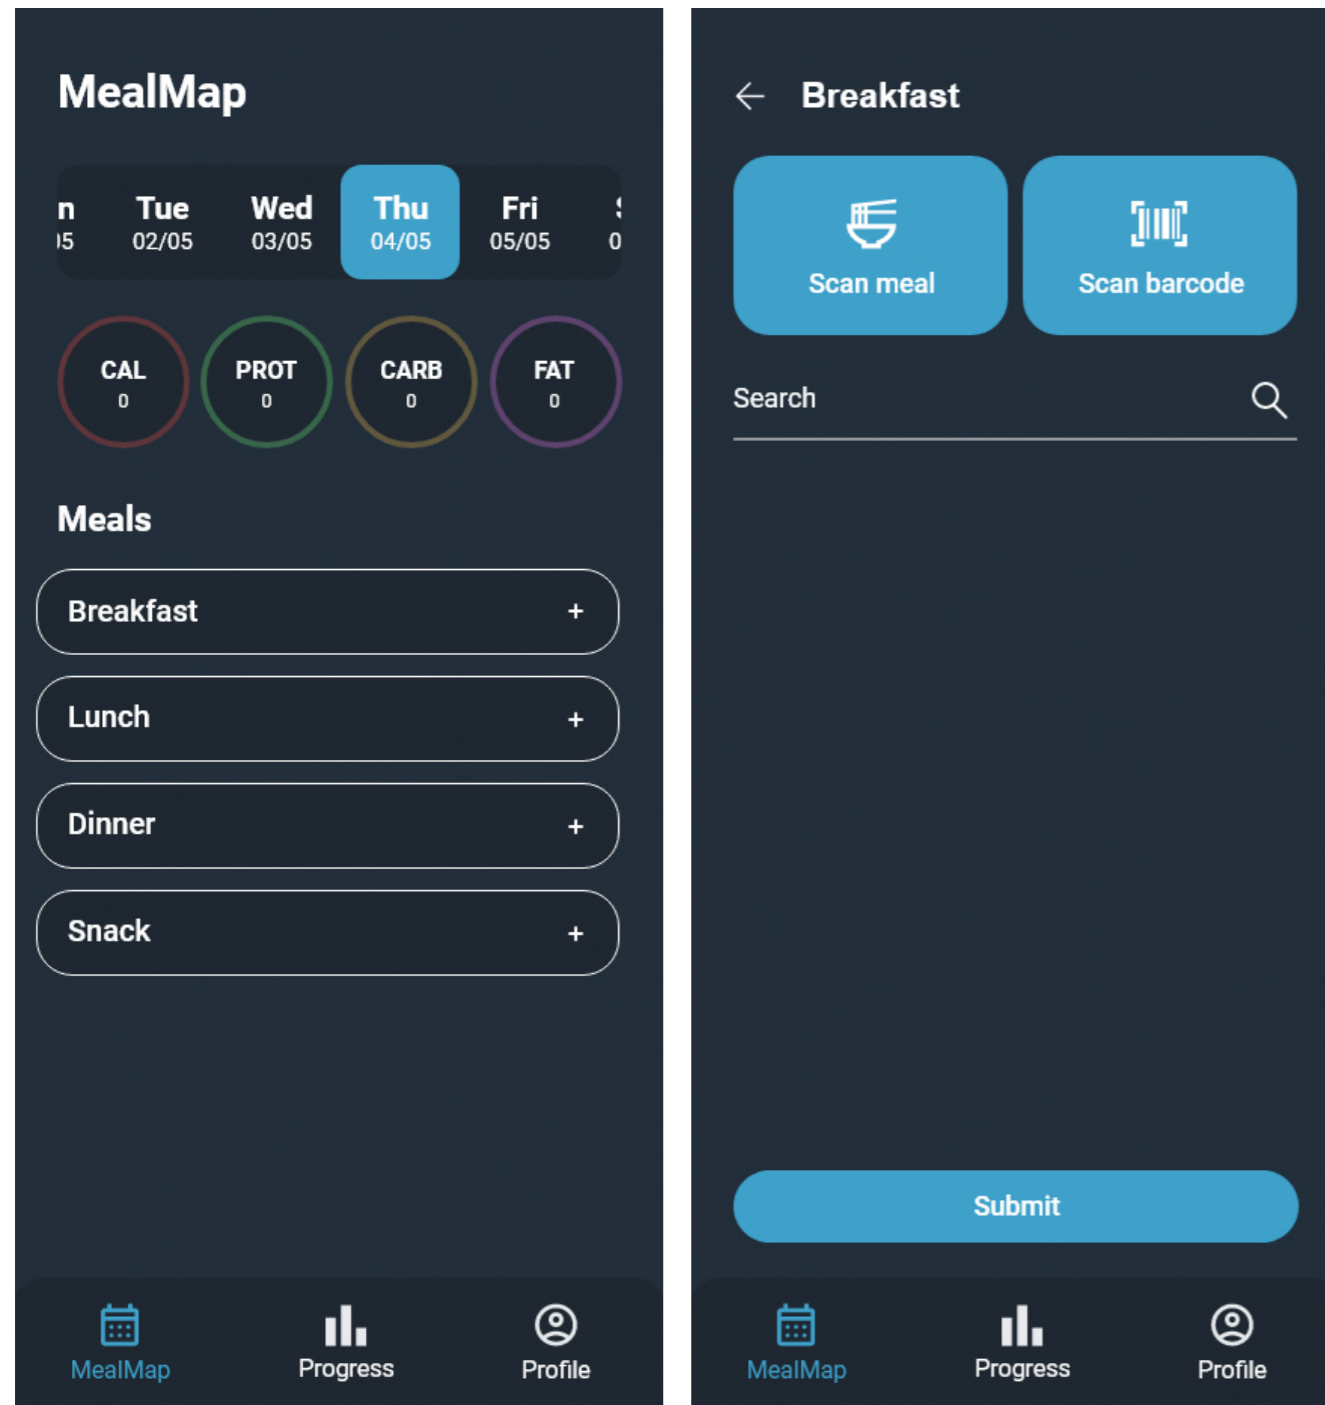 MealMap
n Tue Wed Thu Fri
02/05 03/05 04/05 05/05
CAL PROT CARB FAT
0 0 0 0
Meals
Breakfast +
Lunch +
Dinner +
Snack +
MealMap Progress Profile
Breakfast
Scan meal Scan barcode
Search
Submit
MealMap Progress Profile